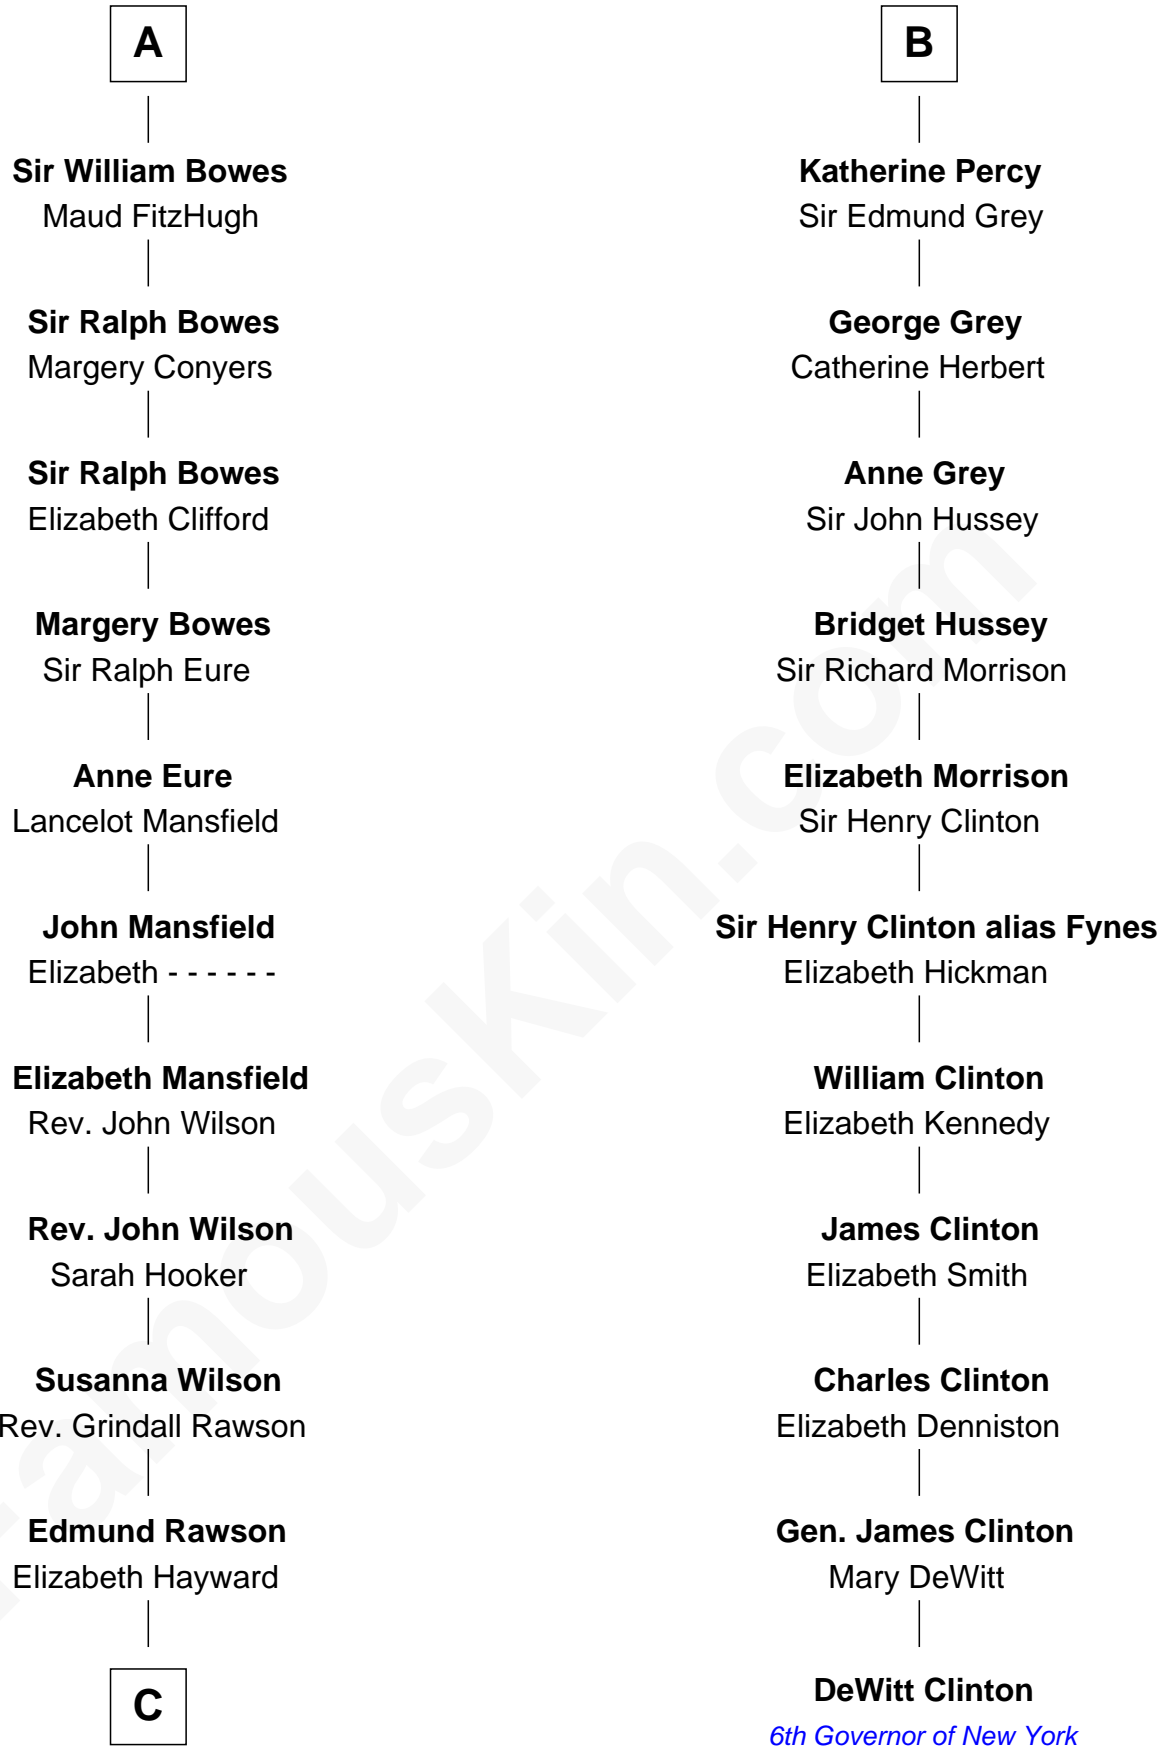 A
Sir William Bowes
Maud FitzHugh
Sir Ralph Bowes
Margery Conyers
Sir Ralph Bowes
Elizabeth Clifford
Margery Bowes
Sir Ralph Eure
Anne Eure
Lancelot Mansfield
John Mansfield
Elizabeth - - - - - -
Elizabeth Mansfield
Rev. John Wilson
Rev. John Wilson
Sarah Hooker
Susanna Wilson
Rev. Grindall Rawson
Edmund Rawson
Elizabeth Hayward
C
B
Katherine Percy
Sir Edmund Grey
George Grey
Catherine Herbert
Anne Grey
Sir John Hussey
Bridget Hussey
Sir Richard Morrison
Elizabeth Morrison
Sir Henry Clinton
Sir Henry Clinton alias Fynes
Elizabeth Hickman
William Clinton
Elizabeth Kennedy
James Clinton
Elizabeth Smith
Charles Clinton
Elizabeth Denniston
Gen. James Clinton
Mary DeWitt
DeWitt Clinton
6th Governor of New York
FamousKin.com